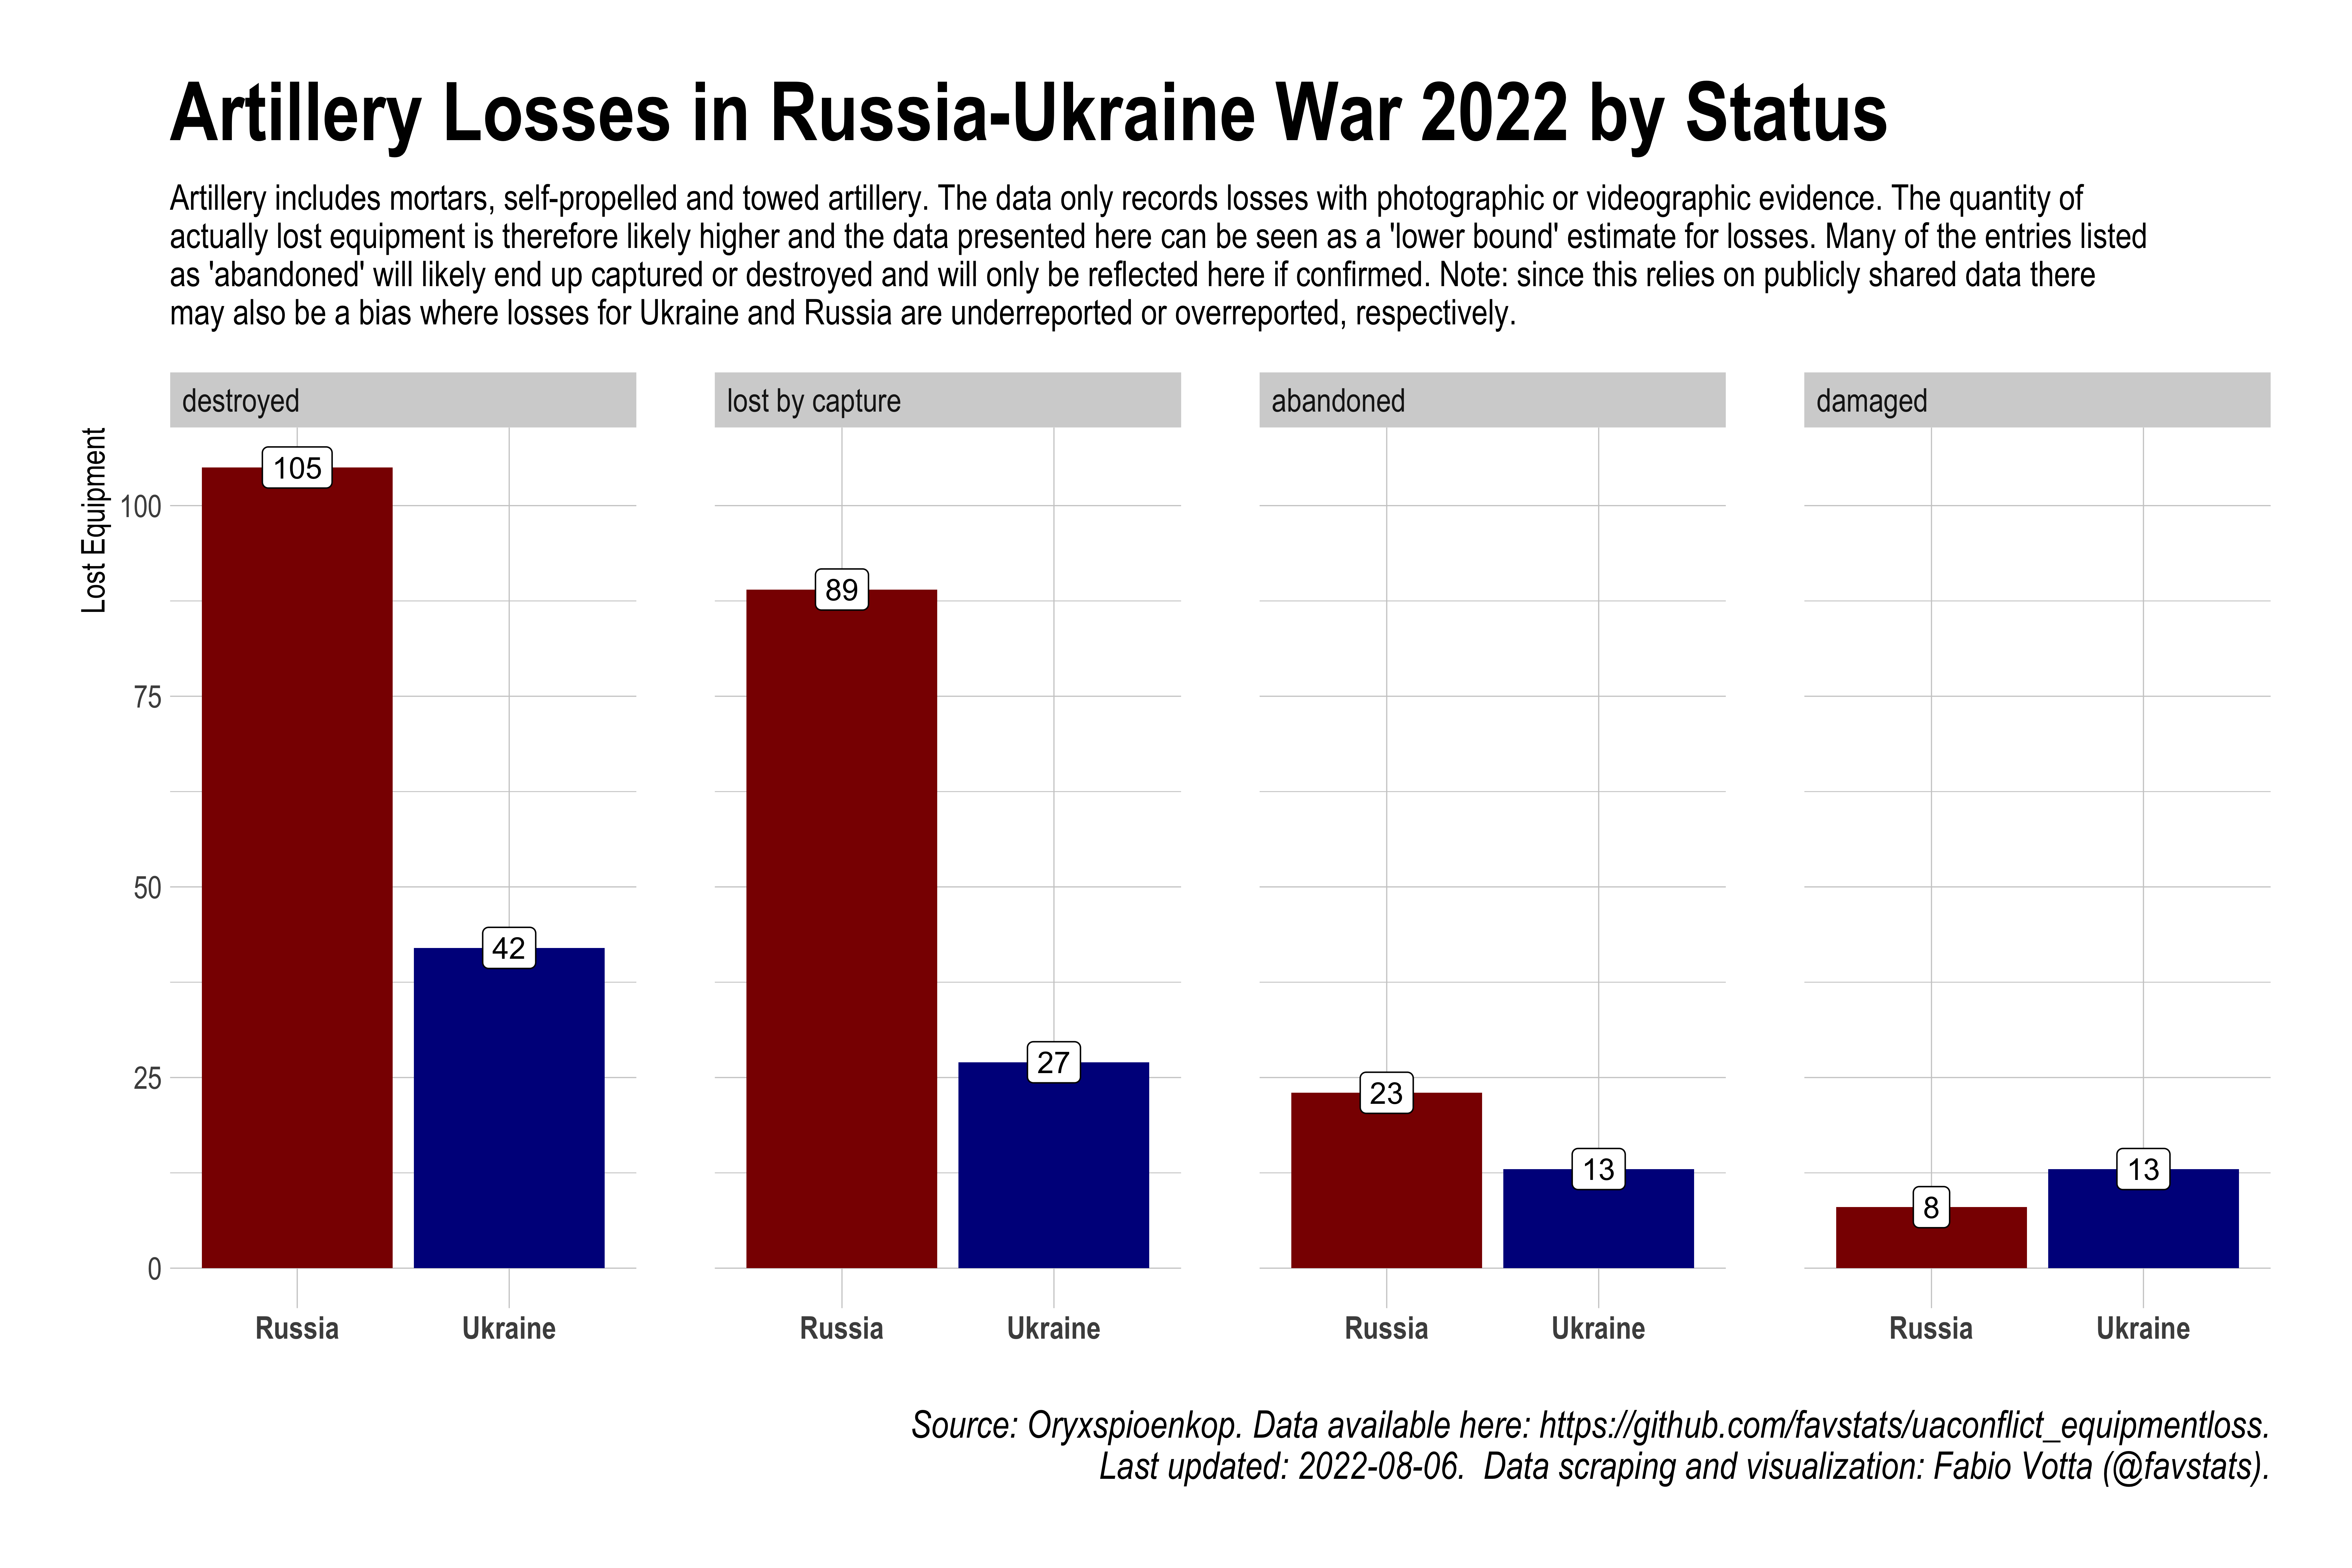 Artillery Losses in Russia-Ukraine War 2022 by Status
Artillery includes mortars, self-propelled and towed artillery. The data only records losses with photographic or videographic evidence. The quantity of
actually lost equipment is therefore likely higher and the data presented here can be seen as a 'lower bound' estimate for losses. Many of the entries listed
as 'abandoned' will likely end up captured or destroyed and will only be reflected here if confirmed. Note: since this relies on publicly shared data there
may also be a bias where losses for Ukraine and Russia are underreported or overreported, respectively.
destroyed
lost by capture
abandoned
damaged
Lost Equipment
100
75
50
25
0
105
42
89
27
23
13
8
13
Russia
Ukraine
Russia
Ukraine
Russia
Ukraine
Russia
Ukraine
Source: Oryxspioenkop. Data available here: https://github.com/favstats/uaconflict_equipmentloss.
Last updated: 2022-08-06.  Data scraping and visualization: Fabio Votta (@favstats).